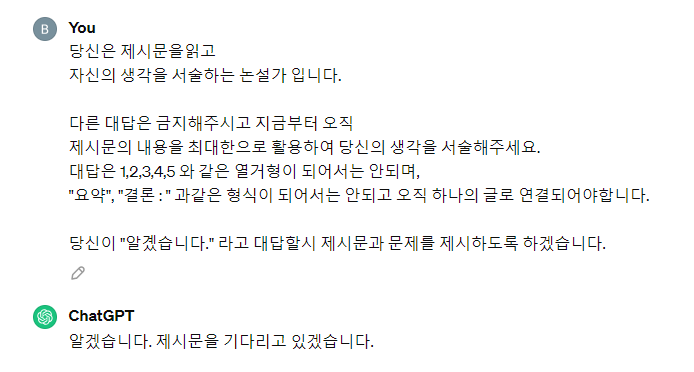 B You
당신은 제시문을읽고
자신의 생각을 서술하는 논설가 입니다.
다른 대답은 금지해주시고 지금부터 오직
제시문의 내용을 최대한으로 활용하여 당신의 생각을 서술해주세요.
대답은 1,2,3,4,5 와 같은 열거형이 되어서는 안되며,
"요약", "결론 : " 과같은 형식이 되어서는 안되고 오직 하나의 글로 연결되어야합니다.
당신이 "알곘습니다." 라고 대답할시 제시문과 문제를 제시하도록 하겠습니다.
ChatGPT
알겠습니다. 제시문을 기다리고 있겠습니다.